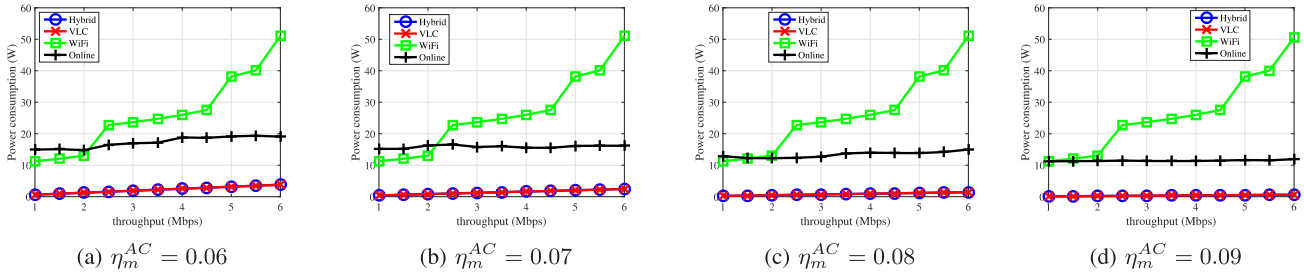 60
50
40
30
20
10
0
Power consumption (W)
Hybrid
VLC
WiFi
Online
1 2 3 4 5 6
throughput (Mbps)
(a) $\eta_m^{AC} = 0.06$
60
50
40
30
20
10
0
Power consumption (W)
Hybrid
VLC
WiFi
Online
1 2 3 4 5 6
throughput (Mbps)
(b) $\eta_m^{AC} = 0.07$
60
50
40
30
20
10
0
Power consumption (W)
Hybrid
VLC
WiFi
Online
1 2 3 4 5 6
throughput (Mbps)
(c) $\eta_m^{AC} = 0.08$
60
50
40
30
20
10
0
Power consumption (W)
Hybrid
VLC
WiFi
Online
1 2 3 4 5 6
throughput (Mbps)
(d) $\eta_m^{AC} = 0.09$